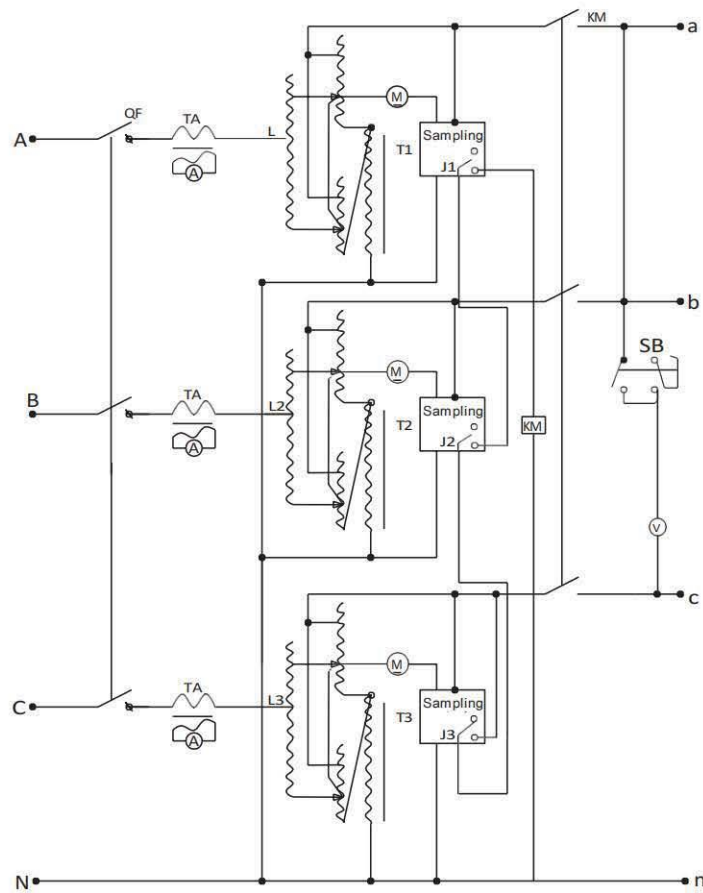 KM a
A QF TA L M Sampling
T1 J1
A
b
SB
B TA L2 M Sampling
T2 J2 KM
A
V
c
C TA L3 M Sampling
T3 J3
A
N n